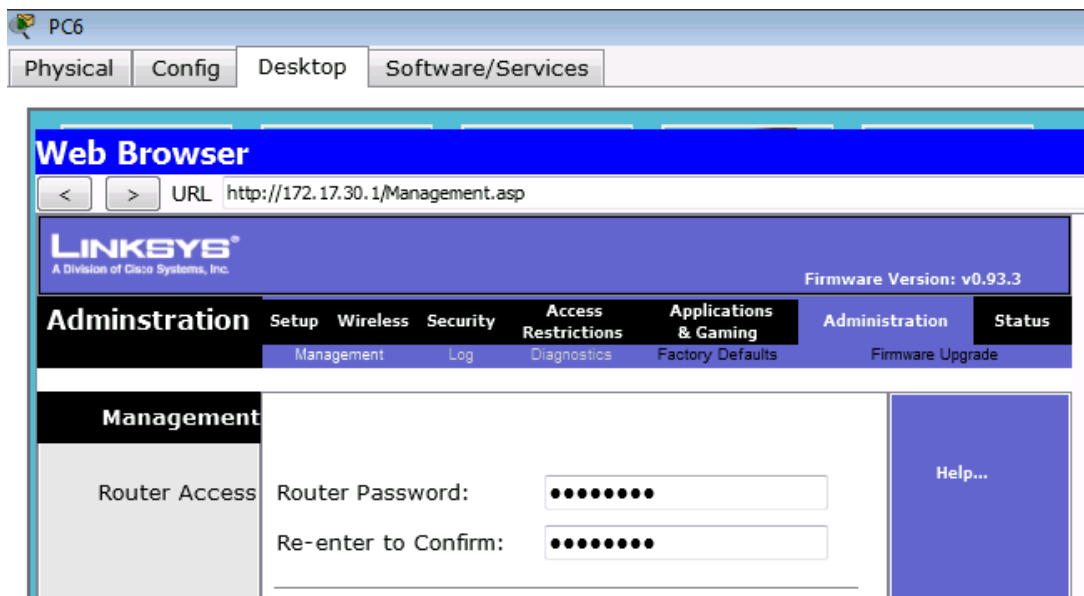 PC6
Physical Config Desktop Software/Services
Web Browser
< > URL http://172.17.30.1/Management.asp
LINKSYS®
A Division of Cisco Systems, Inc.
Firmware Version: v0.93.3
Adminstration Setup Wireless Security Access Restrictions Applications & Gaming Administration Status
Management Log Diagnostics Factory Defaults Firmware Upgrade
Management
Help...
Router Access Router Password: ••••••••
Re-enter to Confirm: ••••••••